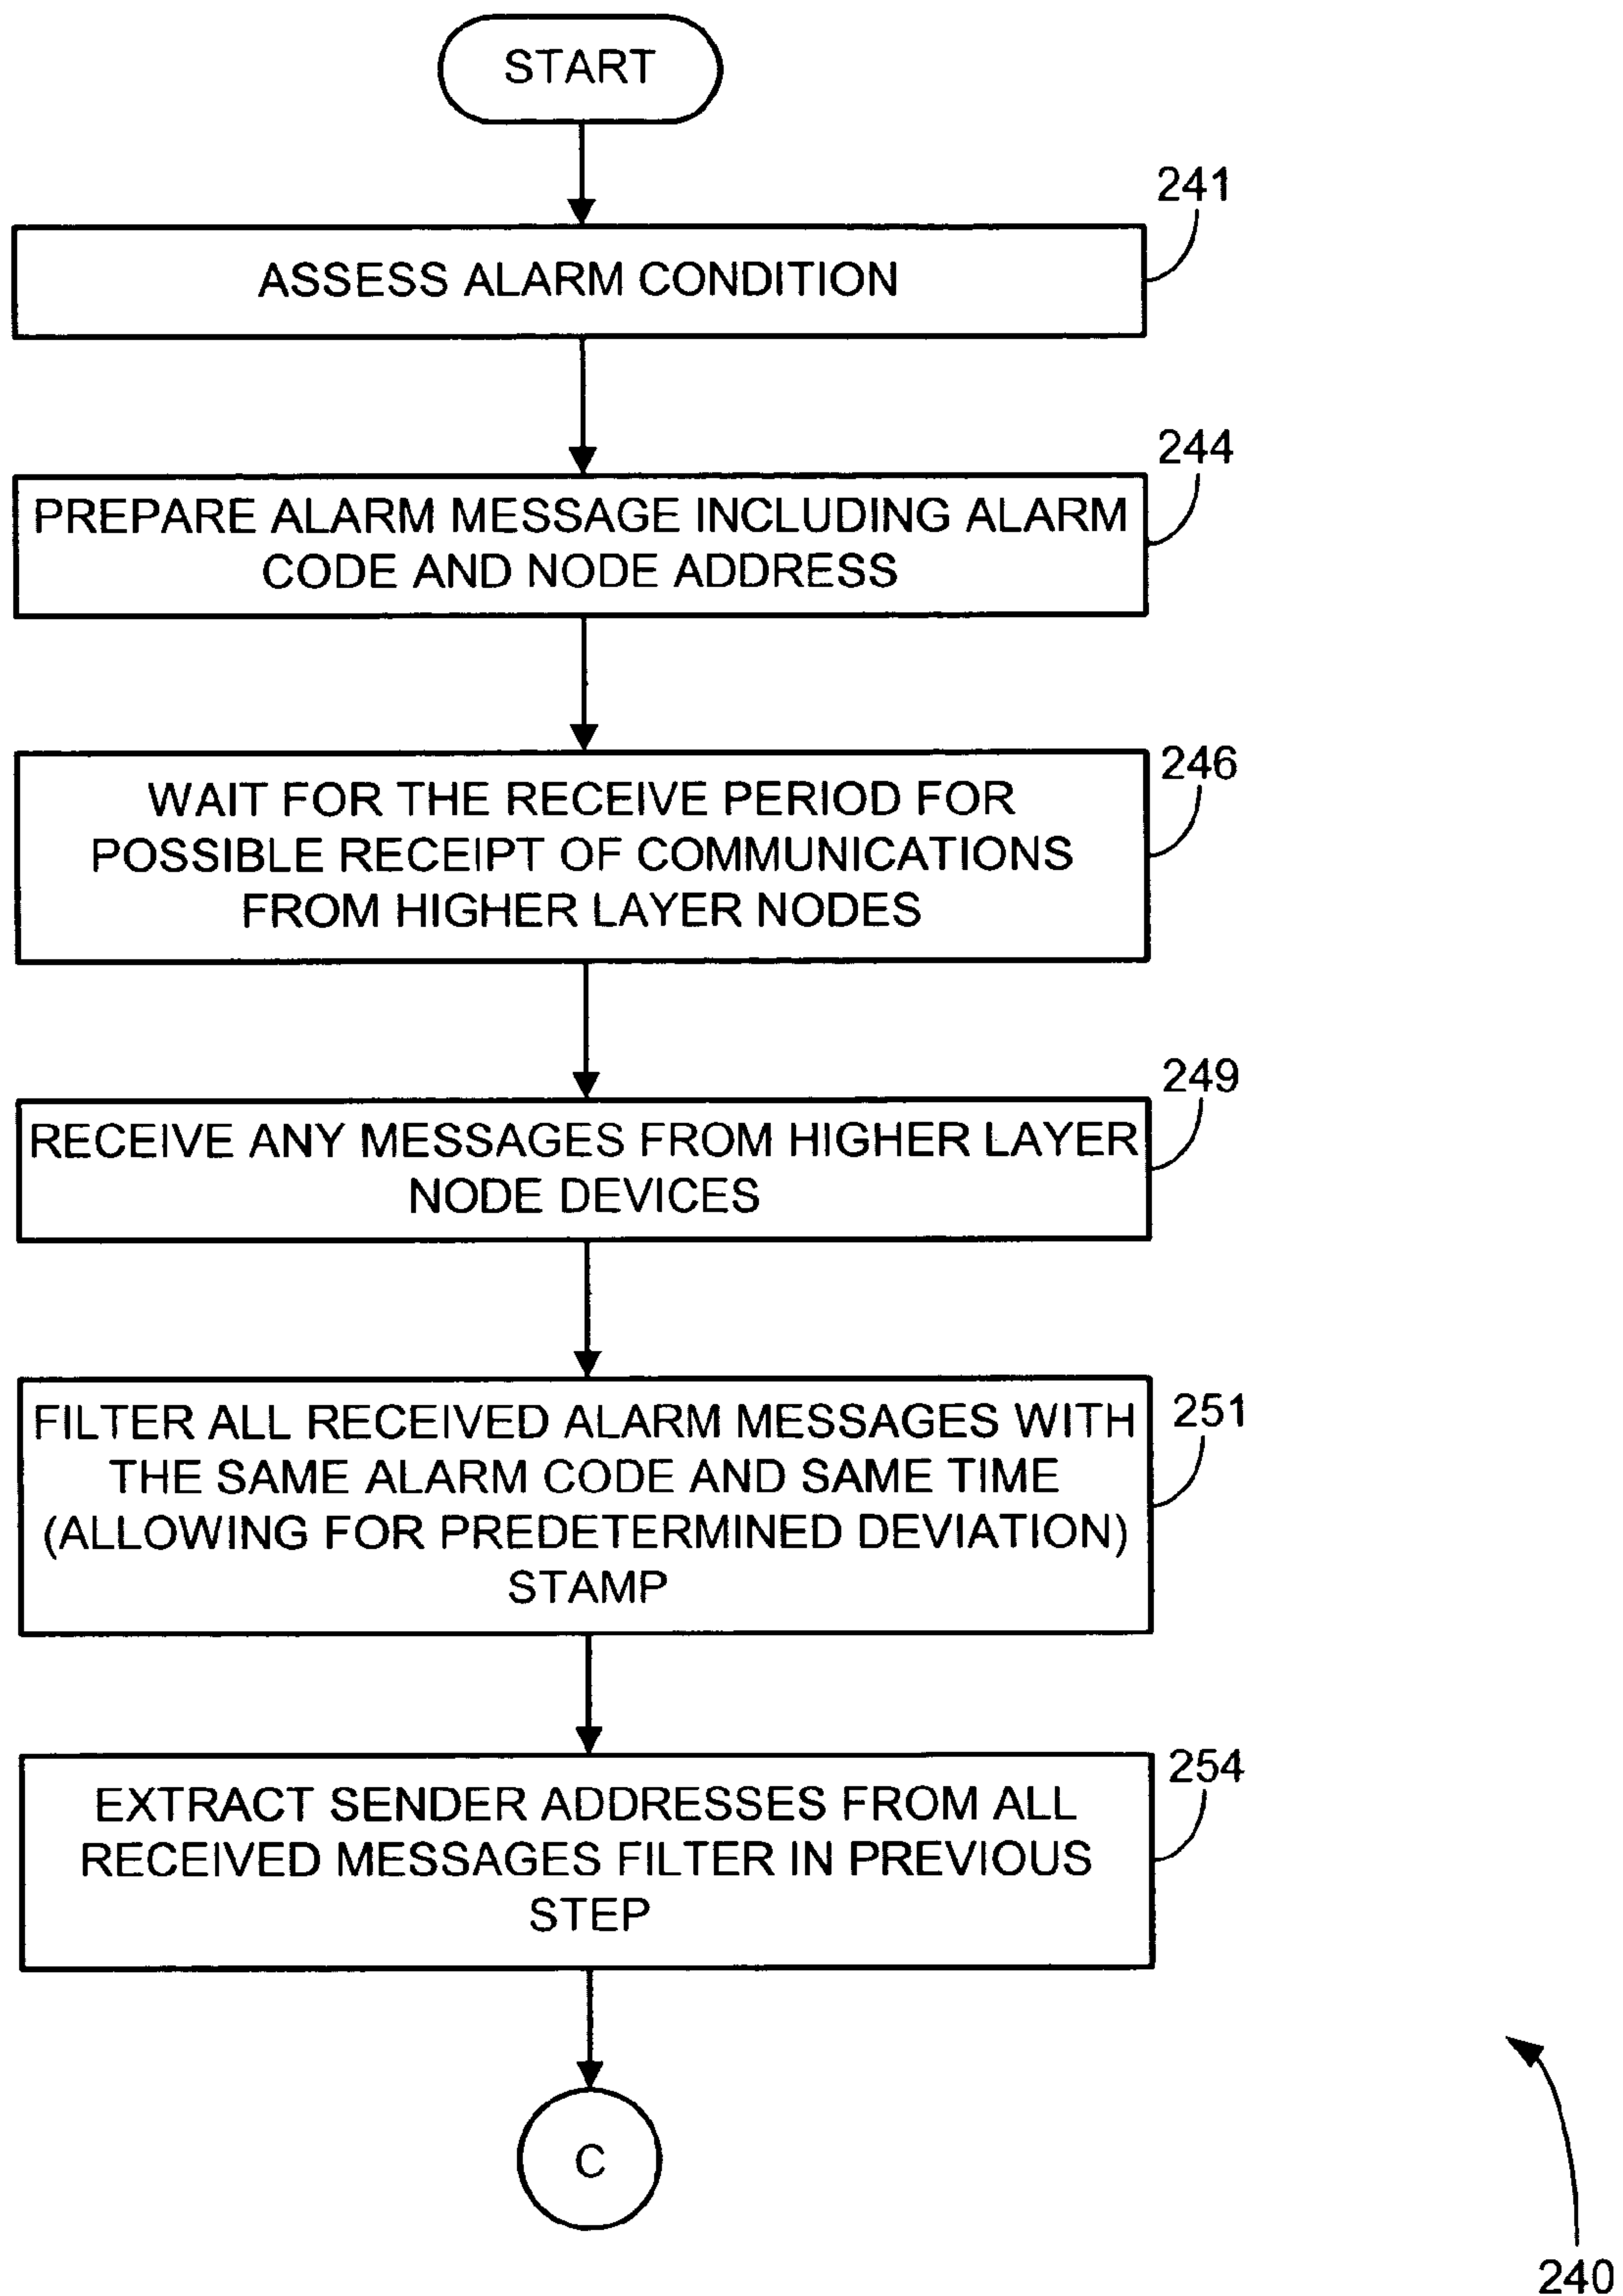 START
241
ASSESS ALARM CONDITION
244
PREPARE ALARM MESSAGE INCLUDING ALARM
CODE AND NODE ADDRESS
246
WAIT FOR THE RECEIVE PERIOD FOR
POSSIBLE RECEIPT OF COMMUNICATIONS
FROM HIGHER LAYER NODES
249
RECEIVE ANY MESSAGES FROM HIGHER LAYER
NODE DEVICES
251
FILTER ALL RECEIVED ALARM MESSAGES WITH
THE SAME ALARM CODE AND SAME TIME
(ALLOWING FOR PREDETERMINED DEVIATION)
STAMP
254
EXTRACT SENDER ADDRESSES FROM ALL
RECEIVED MESSAGES FILTER IN PREVIOUS
STEP
C
240